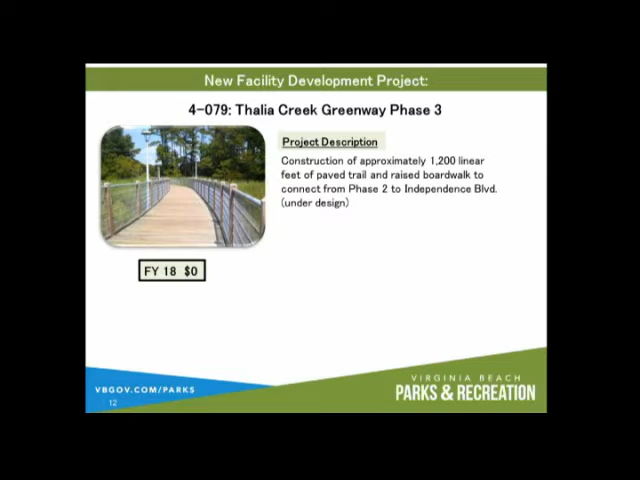 New Facility Development Project:
4-079: Thalia Creek Greenway Phase 3
Project Description
Construction of approximately 1,200 linear
feet of paved trail and raised boardwalk to
connect from Phase 2 to Independence Blvd.
(under design)
FY 18 $0
VBGOV.COM/PARKS
12
VIRGINIA BEACH
PARKS & RECREATION